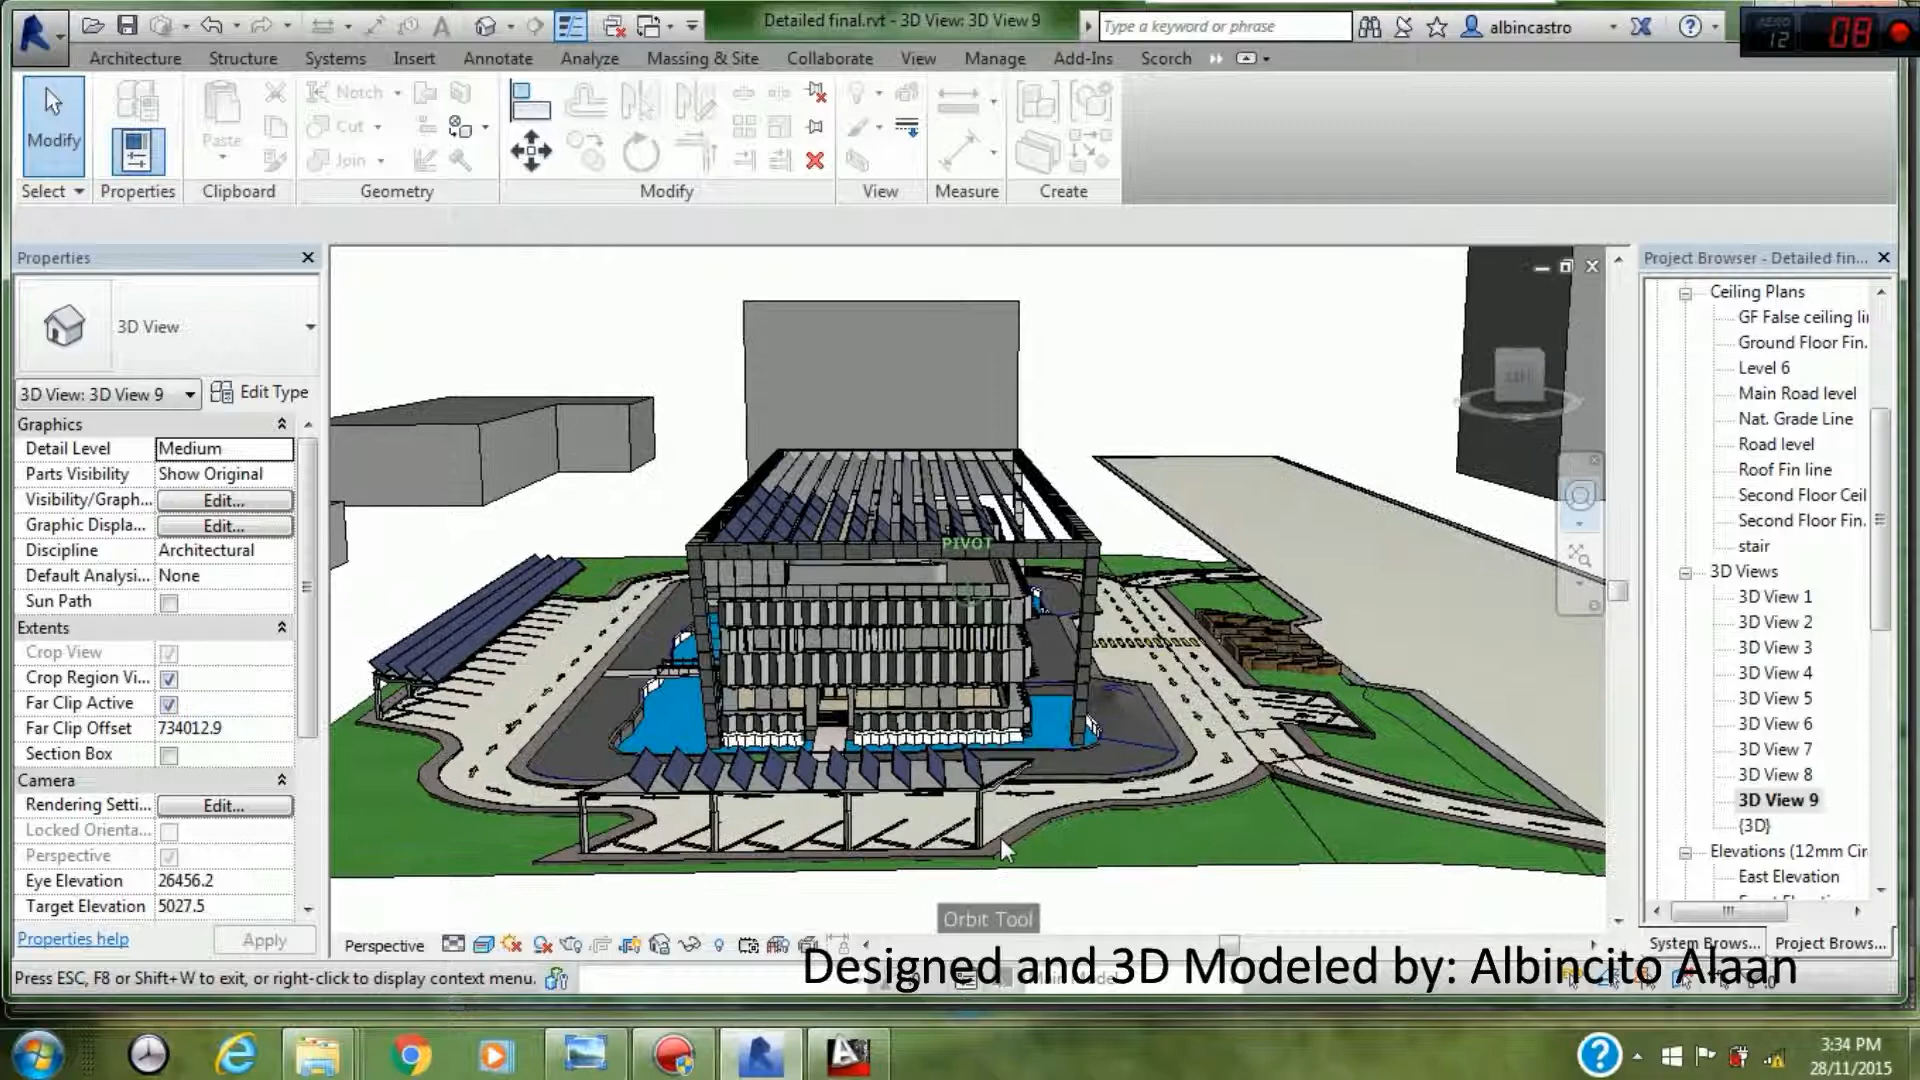 Detailed final.rvt - 3D View: 3D View 9
Type a keyword or phrase
albincastro
12
08
Architecture Structure Systems Insert Annotate Analyze Massing & Site Collaborate View Manage Add-Ins Scorch
Modify
Paste
Notch
Cut
Join
Select Properties Clipboard Geometry Modify View Measure Create
Properties
3D View
3D View: 3D View 9
Edit Type
Graphics
Detail Level Medium
Parts Visibility Show Original
Visibility/Graph... Edit...
Graphic Displa... Edit...
Discipline Architectural
Default Analysi... None
Sun Path
Extents
Crop View
Crop Region Vi...
Far Clip Active
Far Clip Offset 734012.9
Section Box
Camera
Rendering Setti... Edit...
Locked Orienta...
Perspective
Eye Elevation 26456.2
Target Elevation 5027.5
Properties help
Apply
PIVOT
Orbit Tool
Perspective
Project Browser - Detailed fin...
Ceiling Plans
GF False ceiling li
Ground Floor Fin.
Level 6
Main Road level
Nat. Grade Line
Road level
Roof Fin line
Second Floor Ceil
Second Floor Fin.
stair
3D Views
3D View 1
3D View 2
3D View 3
3D View 4
3D View 5
3D View 6
3D View 7
3D View 8
3D View 9
{3D}
Elevations (12mm Cir
East Elevation
System Brows... Project Brows...
Press ESC, F8 or Shift+W to exit, or right-click to display context menu.
Designed and 3D Modeled by: Albincito Alaan
3:34 PM
28/11/2015